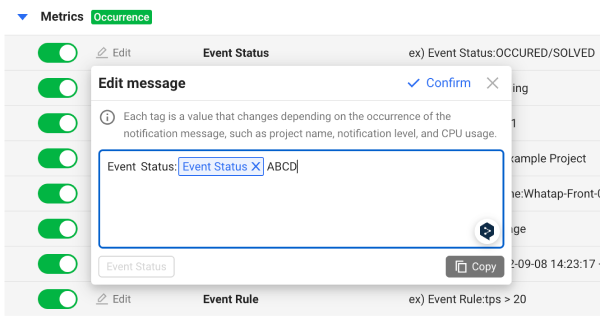 Metrics Occurrence
Edit Event Status ex) Event Status:OCCURED/SOLVED
Edit message Confirm
Each tag is a value that changes depending on the occurrence of the
notification message, such as project name, notification level, and CPU usage.
Event Status: Event Status ABCD
Event Status Copy
ing
1
xample Project
ne:Whatap-Front-0
age
2-09-08 14:23:17
Edit Event Rule ex) Event Rule:tps > 20